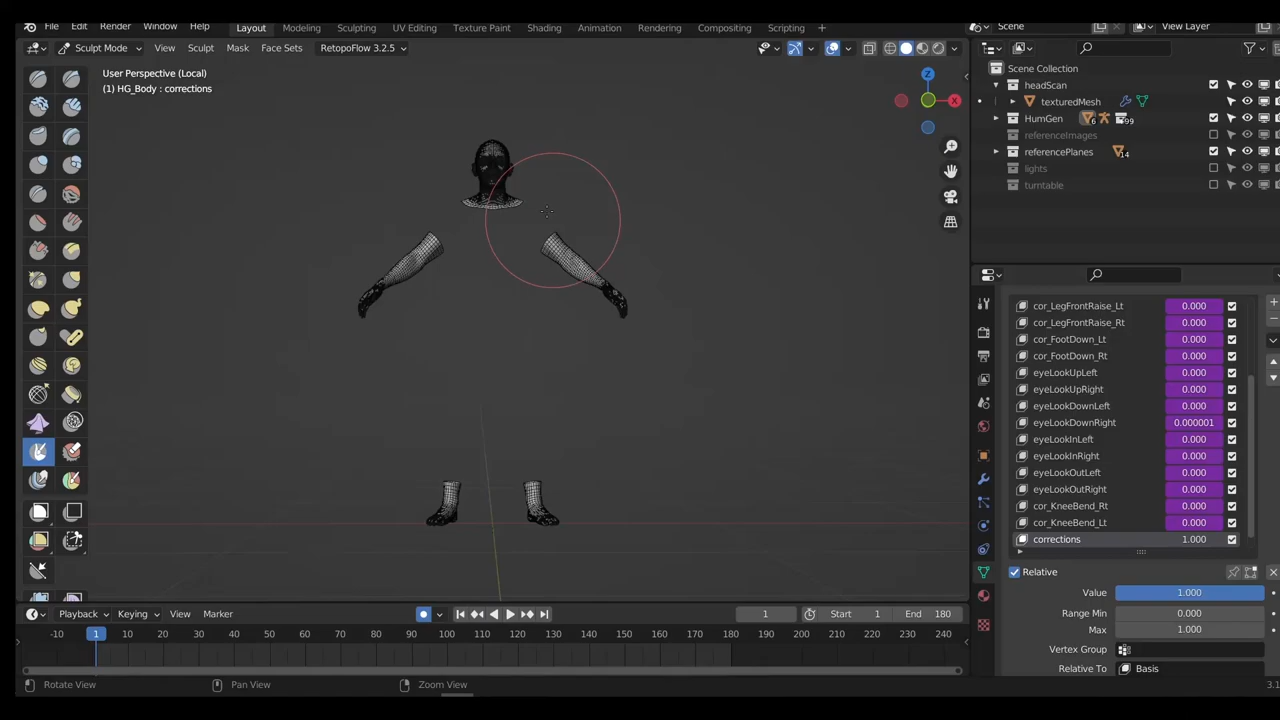 File Edit Render Window Help Layout Modeling Sculpting UV Editing Texture Paint Shading Animation Rendering Compositing Scripting + Scene View Layer
Sculpt Mode View Sculpt Mask Face Sets RetopoFlow 3.2.5
User Perspective (Local)
(1) HG_Body : corrections
Z
X
Scene Collection
headScan
texturedMesh
HumGen 6 99
referenceImages
referencePlanes 14
lights
turntable
cor_LegFrontRaise_Lt 0.000
cor_LegFrontRaise_Rt 0.000
cor_FootDown_Lt 0.000
cor_FootDown_Rt 0.000
eyeLookUpLeft 0.000
eyeLookUpRight 0.000
eyeLookDownLeft 0.000
eyeLookDownRight 0.000001
eyeLookInLeft 0.000
eyeLookInRight 0.000
eyeLookOutLeft 0.000
eyeLookOutRight 0.000
cor_KneeBend_Rt 0.000
cor_KneeBend_Lt 0.000
corrections 1.000
Relative
Value 1.000
Range Min 0.000
Max 1.000
Vertex Group
Relative To Basis
Playback Keying View Marker 1 Start 1 End 180
-10 1 10 20 30 40 50 60 70 80 90 100 110 120 130 140 150 160 170 180 190 200 210 220 230 240
Rotate View Pan View Zoom View 3.1